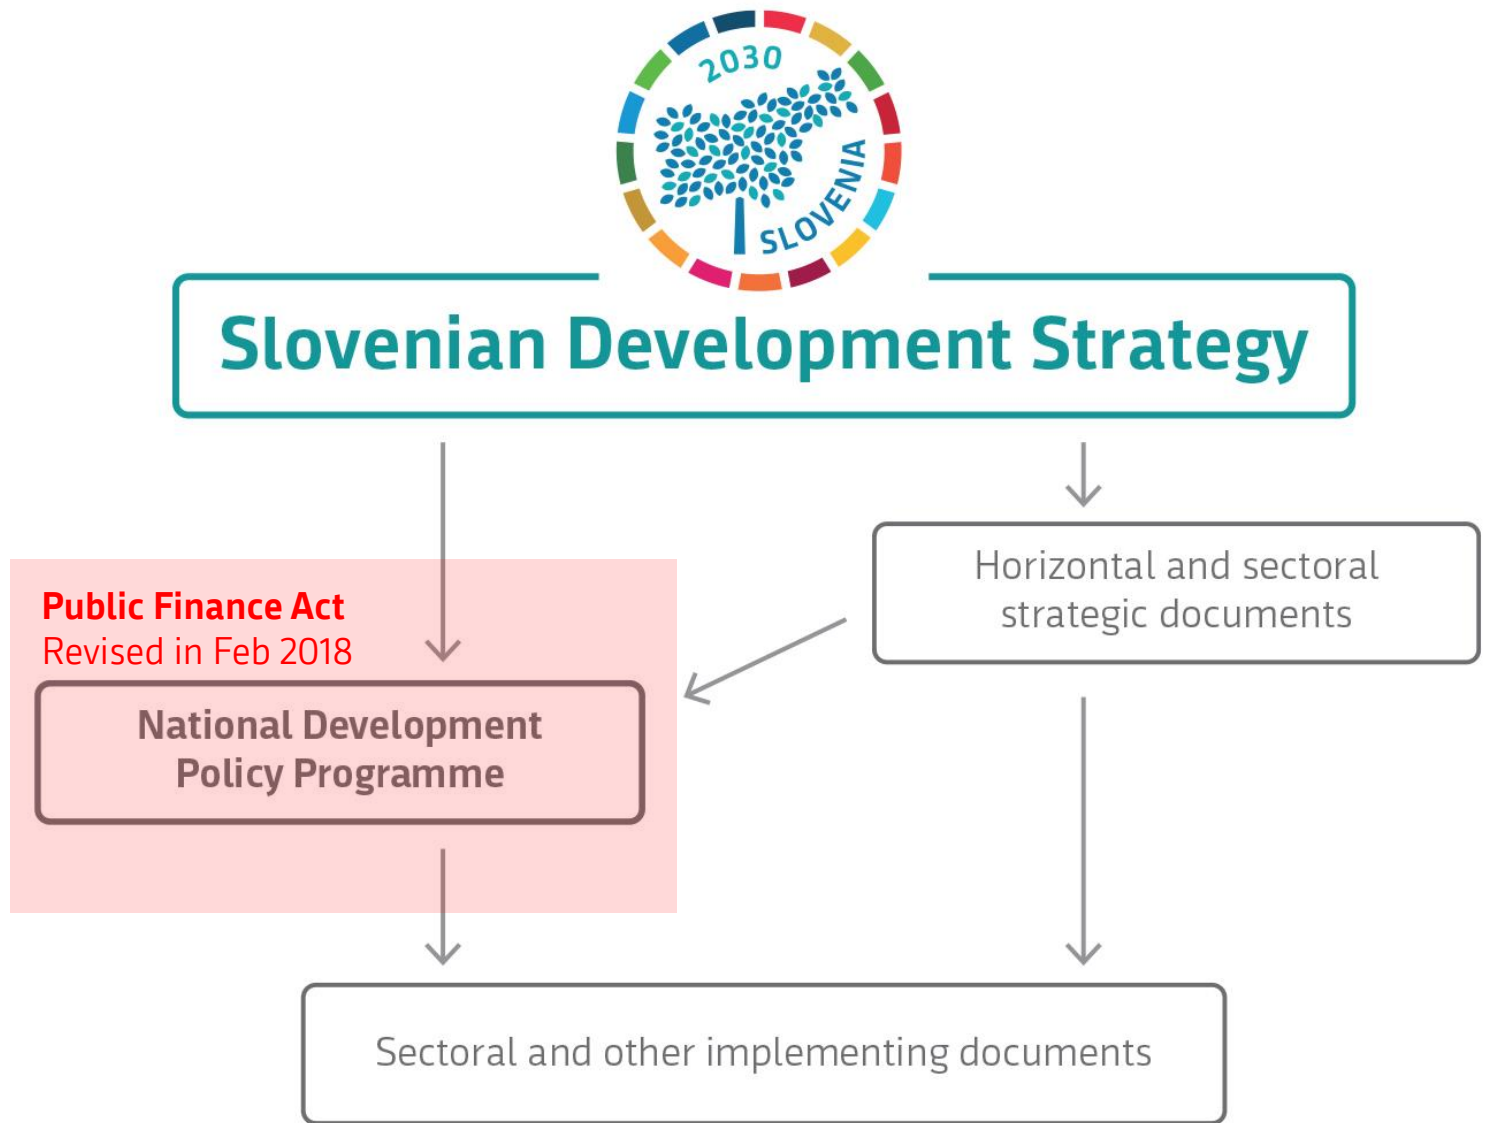 2030
SLOVENIA
Slovenian Development Strategy
Horizontal and sectoral
strategic documents
Public Finance Act
Revised in Feb 2018
National Development
Policy Programme
Sectoral and other implementing documents